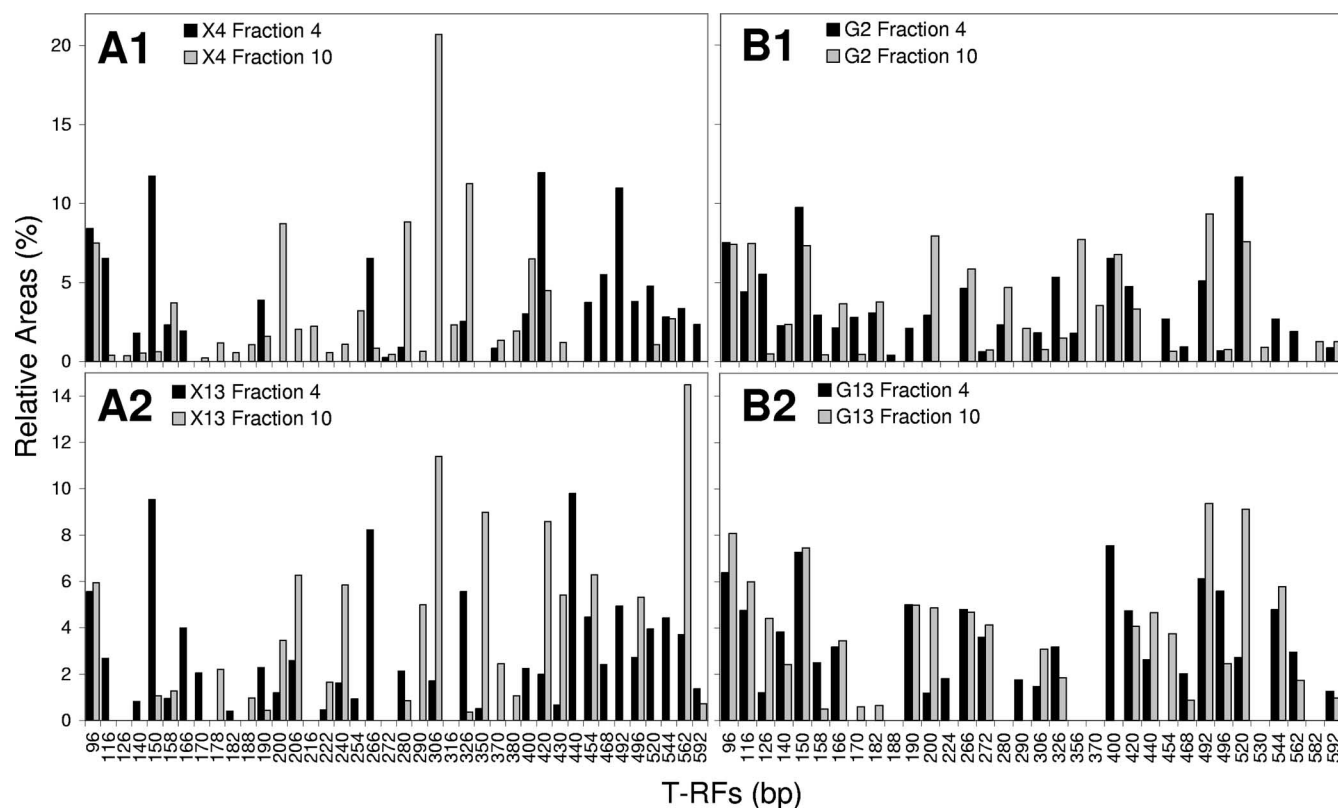 A1
X4 Fraction 4
X4 Fraction 10
B1
G2 Fraction 4
G2 Fraction 10
20
15
10
5
0
Relative Areas (%)
A2
X13 Fraction 4
X13 Fraction 10
B2
G13 Fraction 4
G13 Fraction 10
14
12
10
8
6
4
2
0
96 116 126 140 150 158 166 170 178 182 188 190 200 206 216 222 240 254 266 272 280 290 306 316 326 350 370 380 400 420 430 440 454 468 492 496 520 544 562 592
96 116 126 140 150 158 166 170 182 188 190 200 224 266 272 280 290 306 326 356 370 400 420 440 454 468 492 496 520 530 544 562 582 592
T-RFs (bp)